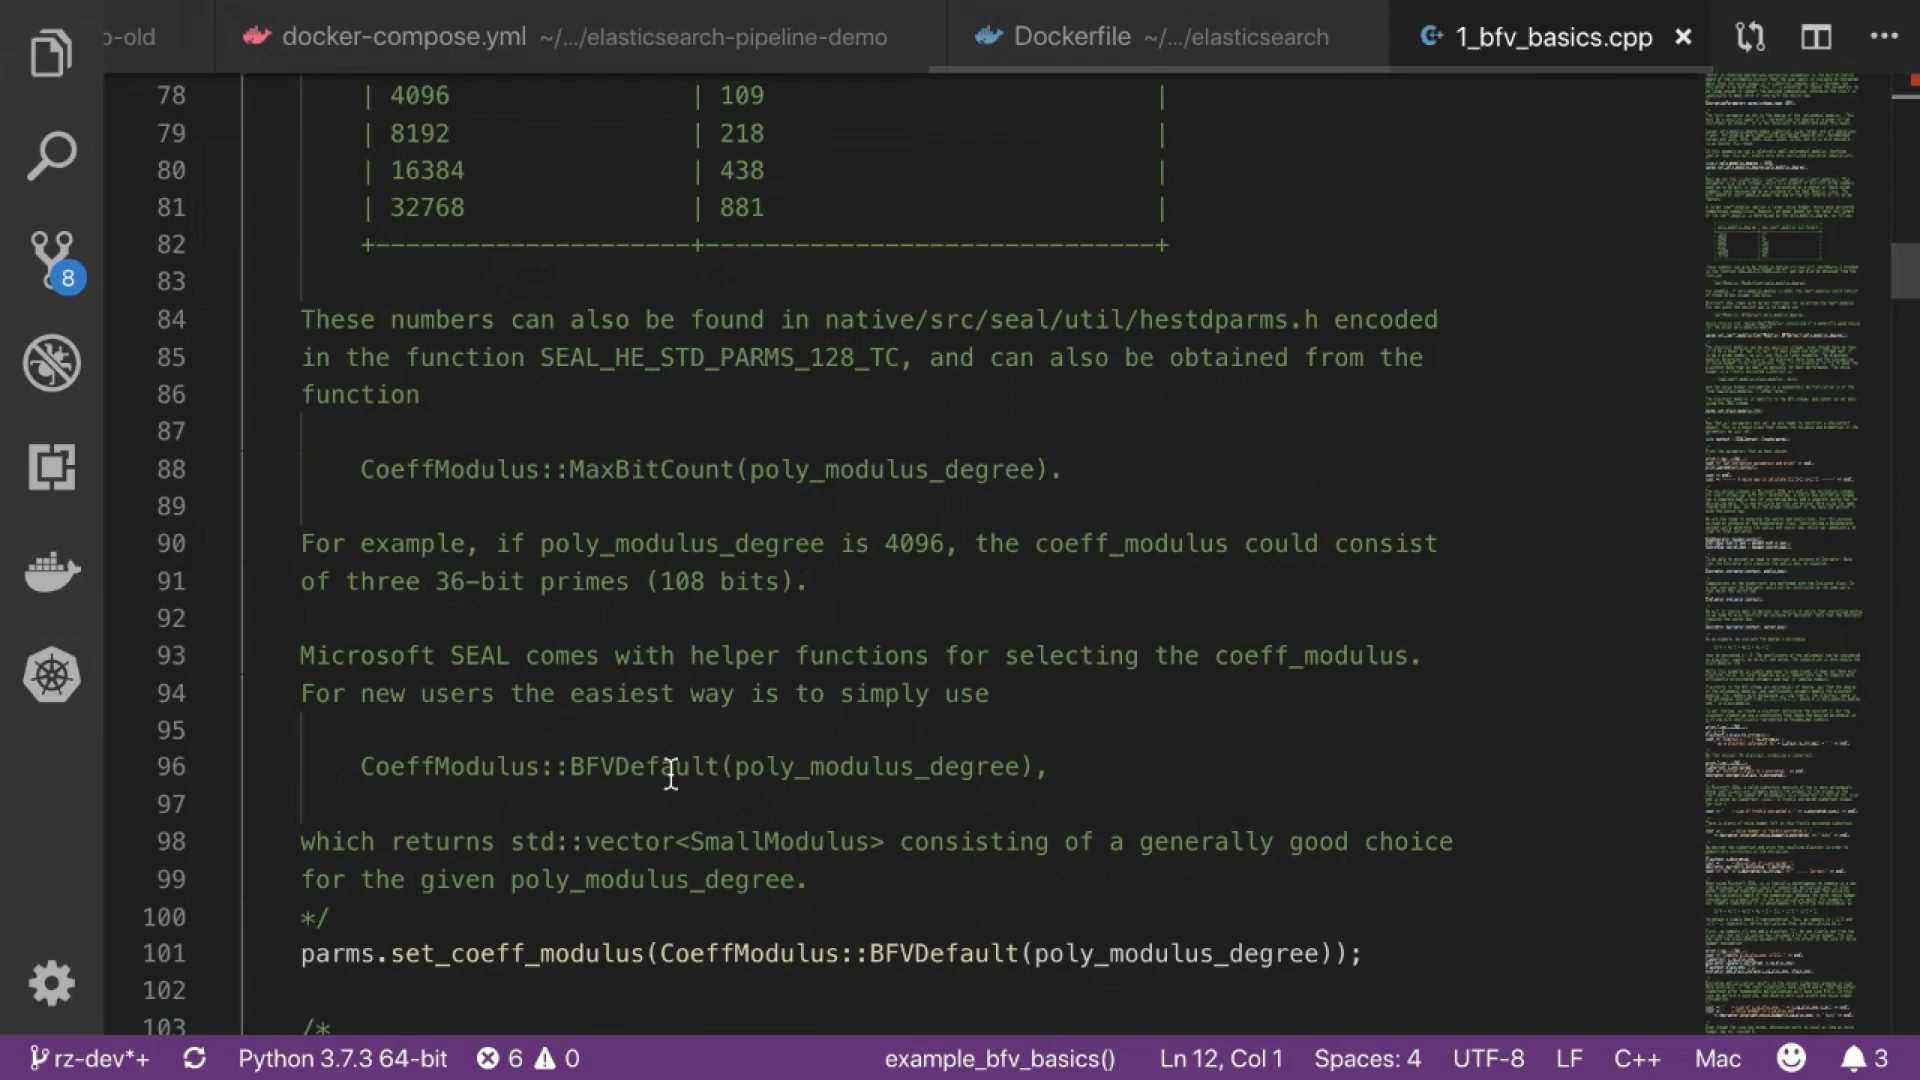 o-old
docker-compose.yml ~/.../elasticsearch-pipeline-demo
Dockerfile ~/.../elasticsearch
1_bfv_basics.cpp
78 | 4096 | 109 |
79 | 8192 | 218 |
80 | 16384 | 438 |
81 | 32768 | 881 |
82 +----------------------+-------------------------------+
83
84 These numbers can also be found in native/src/seal/util/hestdparms.h encoded
85 in the function SEAL_HE_STD_PARMS_128_TC, and can also be obtained from the
86 function
87
88 CoeffModulus::MaxBitCount(poly_modulus_degree).
89
90 For example, if poly_modulus_degree is 4096, the coeff_modulus could consist
91 of three 36-bit primes (108 bits).
92
93 Microsoft SEAL comes with helper functions for selecting the coeff_modulus.
94 For new users the easiest way is to simply use
95
96 CoeffModulus::BFVDefault(poly_modulus_degree),
97
98 which returns std::vector<SmallModulus> consisting of a generally good choice
99 for the given poly_modulus_degree.
100 */
101 parms.set_coeff_modulus(CoeffModulus::BFVDefault(poly_modulus_degree));
102
103 /*
8
rz-dev*+ Python 3.7.3 64-bit 6 0 example_bfv_basics() Ln 12, Col 1 Spaces: 4 UTF-8 LF C++ Mac 3